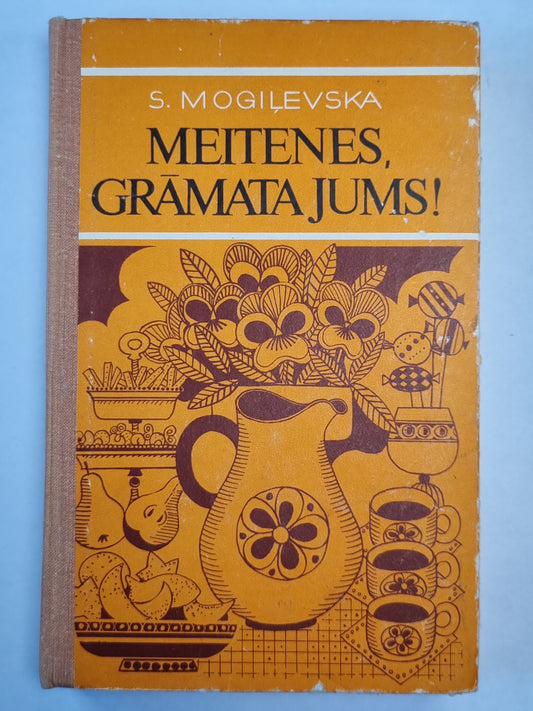 S. MOGIĻEVSKA
MEITENES,
GRĀMATA JUMS!